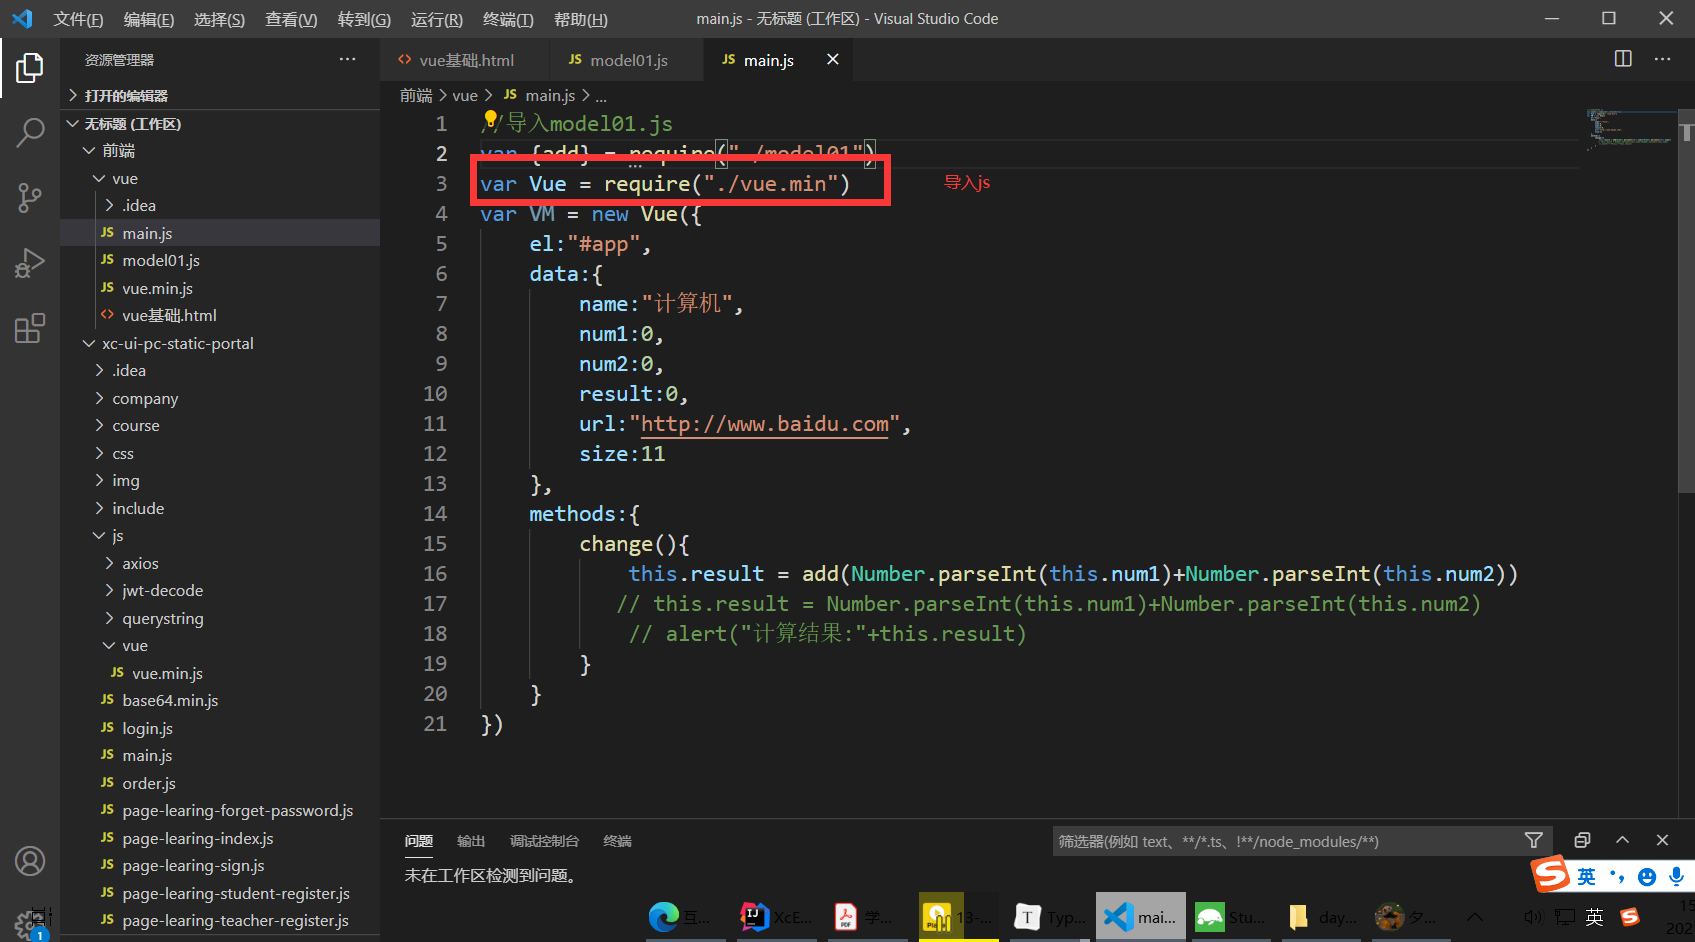 文件(F) 编辑(E) 选择(S) 查看(V) 转到(G) 运行(R) 终端(T) 帮助(H) main.js - 无标题 (工作区) - Visual Studio Code
资源管理器
打开的编辑器
无标题 (工作区)
前端
vue
.idea
main.js
model01.js
vue.min.js
vue基础.html
xc-ui-pc-static-portal
.idea
company
course
css
img
include
js
axios
jwt-decode
querystring
vue
vue.min.js
base64.min.js
login.js
main.js
order.js
page-learing-forget-password.js
page-learing-index.js
page-learing-sign.js
page-learing-student-register.js
page-learing-teacher-register.js
vue基础.html JS model01.js JS main.js
前端 > vue > JS main.js > ...
1 //导入model01.js
2 var {add} = require("./model01")
3 var Vue = require("./vue.min") 导入js
4 var VM = new Vue({
5 el:"#app",
6 data:{
7 name:"计算机",
8 num1:0,
9 num2:0,
10 result:0,
11 url:"http://www.baidu.com",
12 size:11
13 },
14 methods:{
15 change(){
16 this.result = add(Number.parseInt(this.num1)+Number.parseInt(this.num2))
17 // this.result = Number.parseInt(this.num1)+Number.parseInt(this.num2)
18 // alert("计算结果:"+this.result)
19 }
20 }
21 })
问题 输出 调试控制台 终端 筛选器(例如 text、**/*.ts、!**/node_modules/**)
未在工作区检测到问题。
英
互... XcE... 学... 13-... Typ... mai... Stu... day... 夕... 英
1